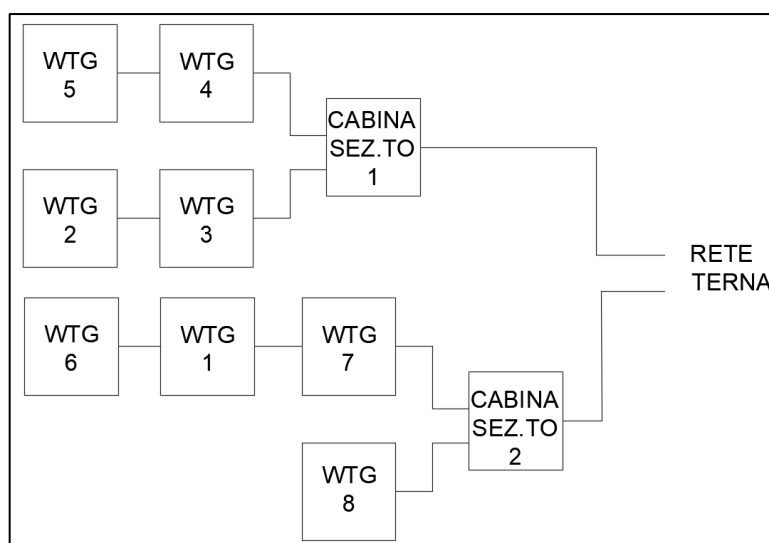 WTG
5
WTG
4
CABINA
SEZ.TO
1
WTG
2
WTG
3
RETE
TERNA
WTG
6
WTG
1
WTG
7
CABINA
SEZ.TO
2
WTG
8